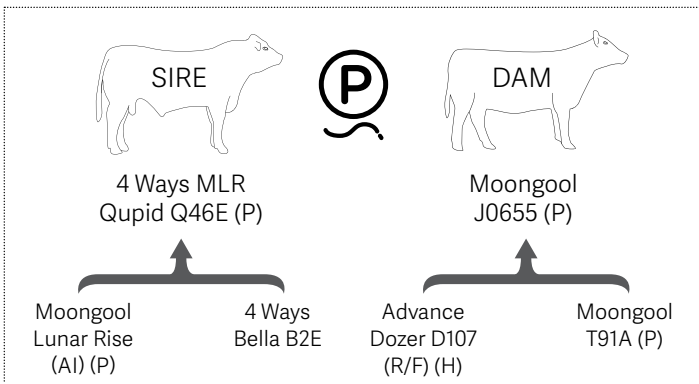 SIRE
P
DAM
4 Ways MLR
Qupid Q46E (P)
Moongool
J0655 (P)
Moongool
Lunar Rise
(AI) (P)
4 Ways
Bella B2E
Advance
Dozer D107
(R/F) (H)
Moongool
T91A (P)